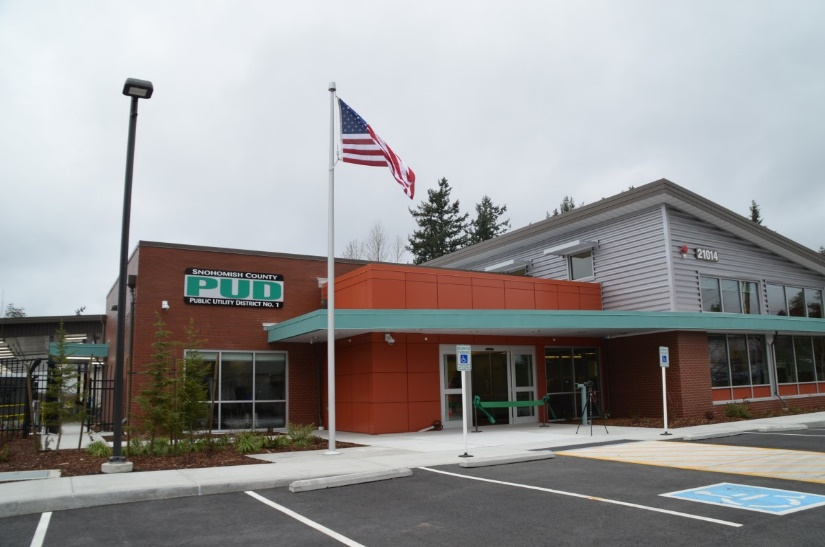 SNOHOMISH COUNTY
PUD
PUBLIC UTILITY DISTRICT NO. 1
21014